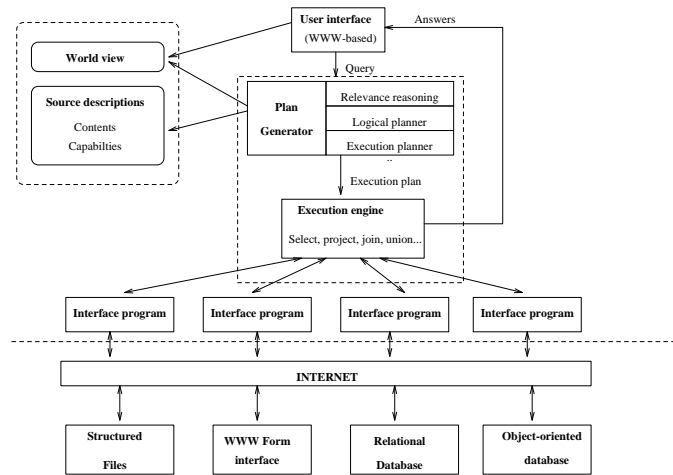 User interface
(WWW-based)
Answers
World view
Query
Source descriptions
Contents
Capabilties
Plan
Generator
Relevance reasoning
Logical planner
Execution planner
..
Execution plan
Execution engine
Select, project, join, union...
Interface program
Interface program
Interface program
Interface program
INTERNET
Structured
Files
WWW Form
interface
Relational
Database
Object-oriented
database